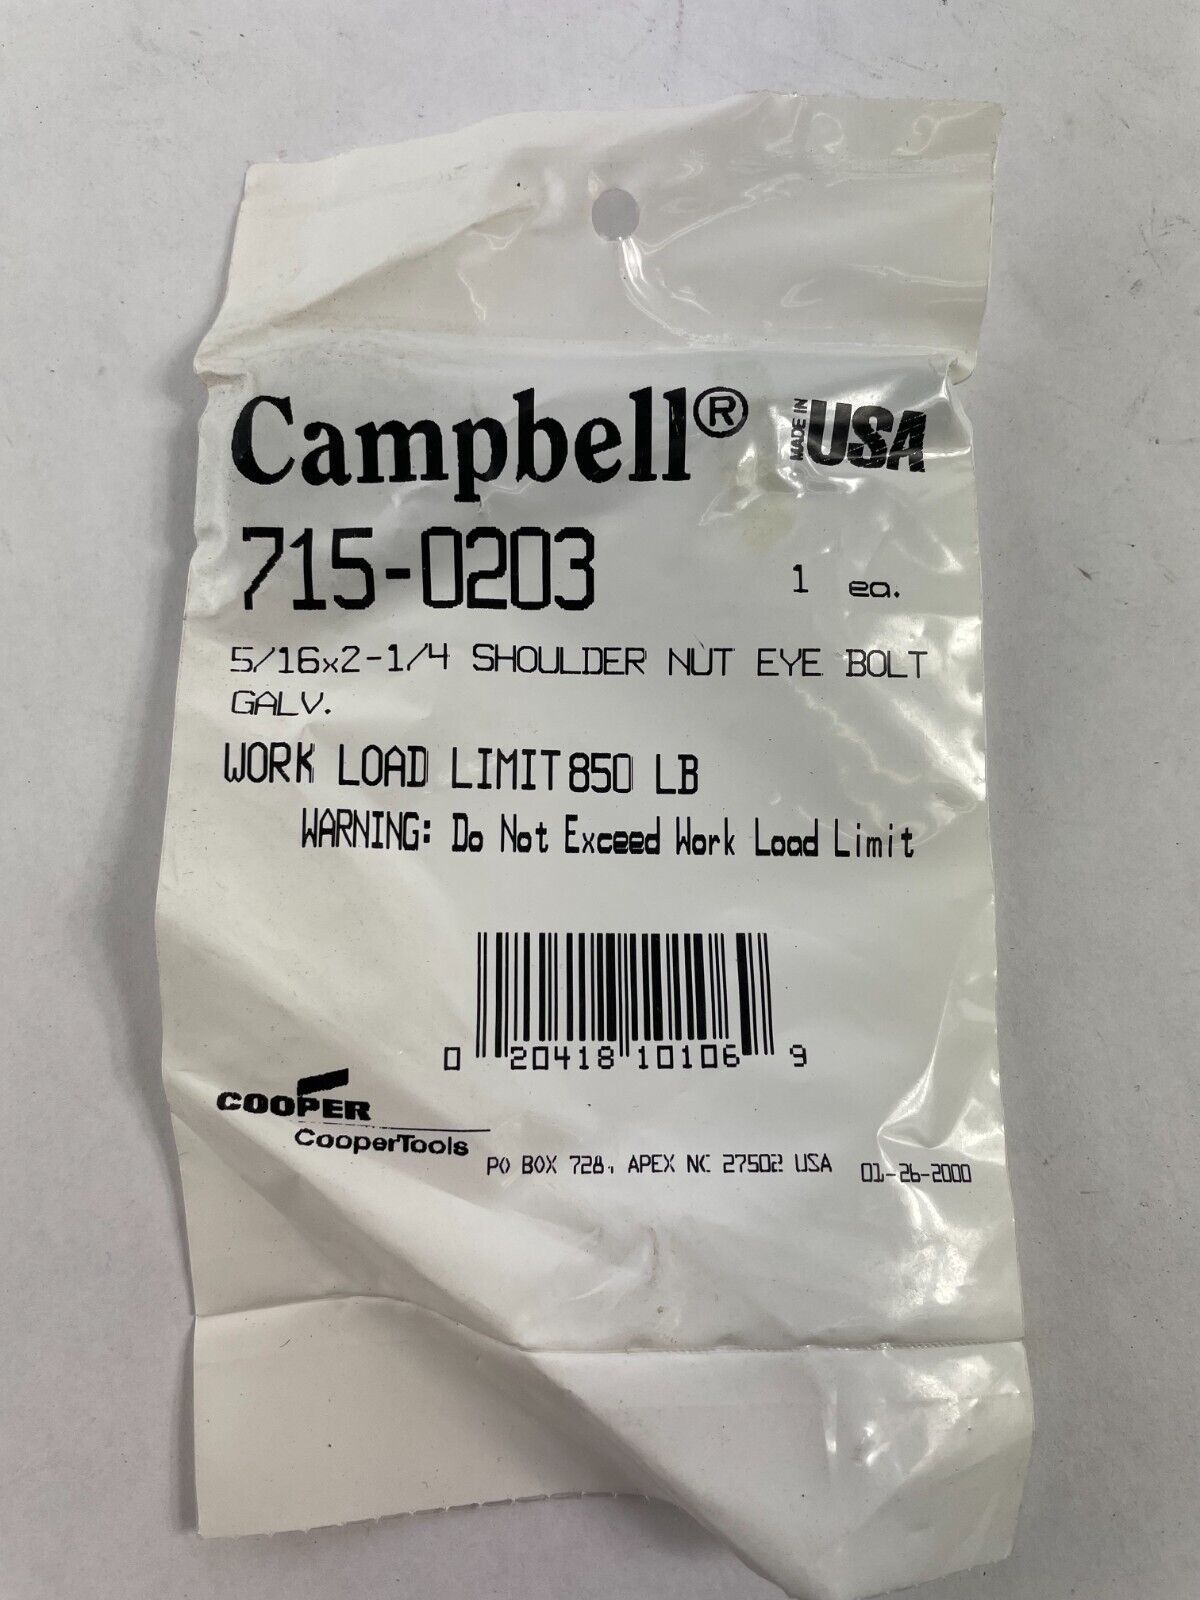 Campbell® MADE IN USA
715-0203 1 ea.
5/16x2-1/4 SHOULDER NUT EYE BOLT
GALV.
WORK LOAD LIMIT 850 LB
WARNING: Do Not Exceed Work Load Limit
0 20418 10106 9
COOPER
CooperTools
PO BOX 728, APEX NC 27502 USA 01-26-2000